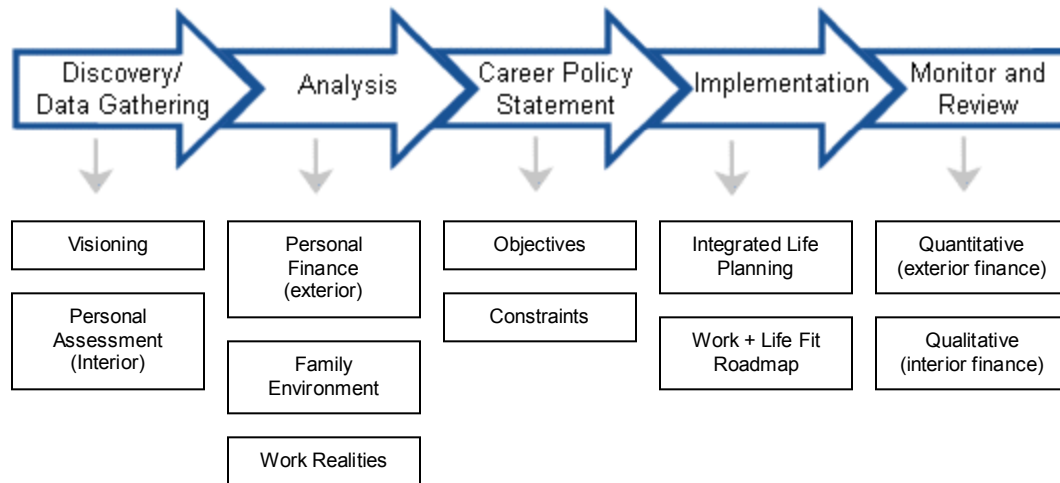 Discovery/
Data Gathering
Analysis
Career Policy
Statement
Implementation
Monitor and
Review
Visioning
Personal
Assessment
(Interior)
Personal
Finance
(exterior)
Family
Environment
Work Realities
Objectives
Constraints
Integrated Life
Planning
Work + Life Fit
Roadmap
Quantitative
(exterior finance)
Qualitative
(interior finance)